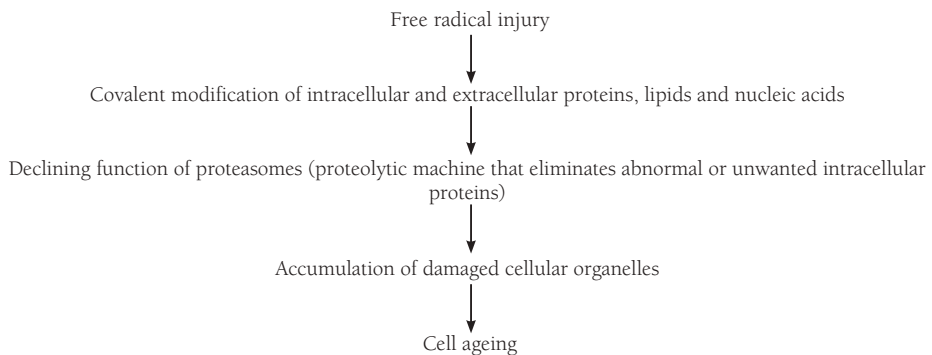 Free radical injury
Covalent modification of intracellular and extracellular proteins, lipids and nucleic acids
Declining function of proteasomes (proteolytic machine that eliminates abnormal or unwanted intracellular
proteins)
Accumulation of damaged cellular organelles
Cell ageing